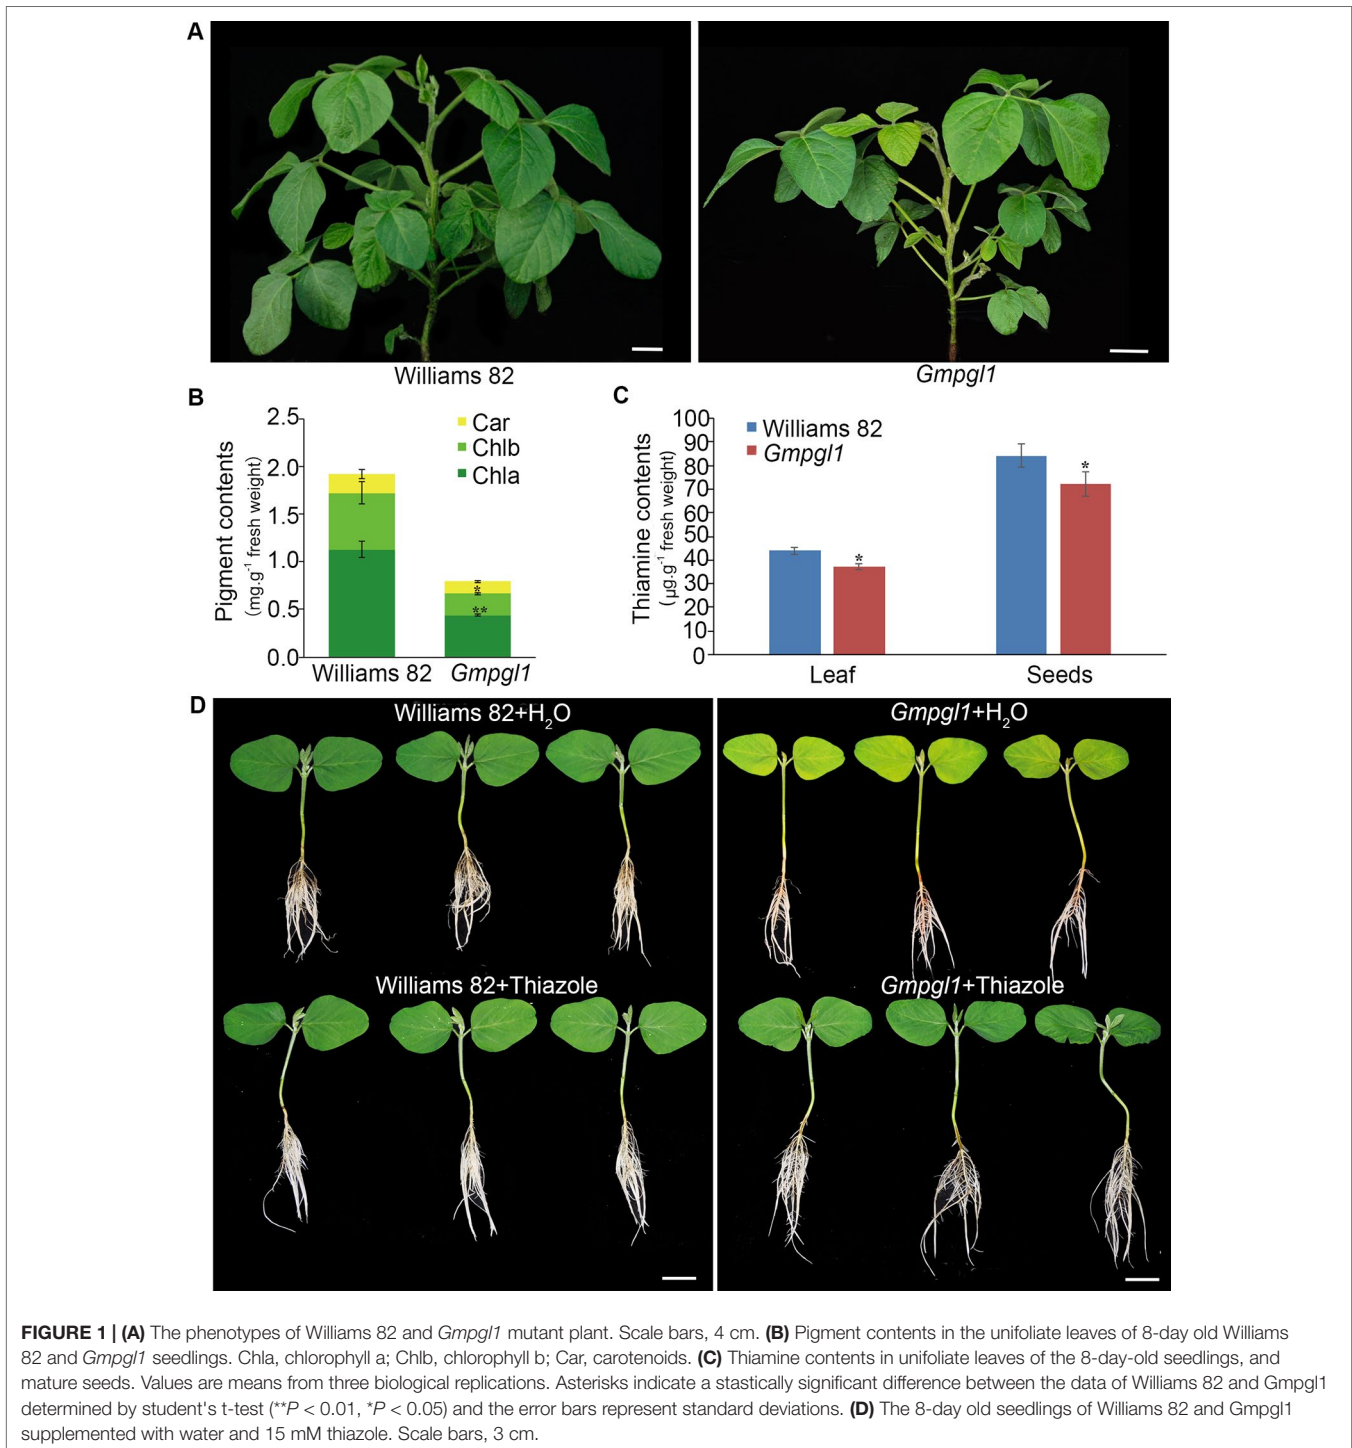 A
Williams 82
Gmpgl1
B
Pigment contents
(mg.g-1 fresh weight)
2.5
2.0
1.5
1.0
0.5
0.0
Car
Chlb
Chla
*
**
Williams 82
Gmpgl1
C
Thiamine contents
(μg.g-1 fresh weight)
100
90
80
70
60
50
40
30
20
10
0
Williams 82
Gmpgl1
*
*
Leaf
Seeds
D
Williams 82+H2O
Gmpgl1+H2O
Williams 82+Thiazole
Gmpgl1+Thiazole
FIGURE 1 | (A) The phenotypes of Williams 82 and Gmpgl1 mutant plant. Scale bars, 4 cm. (B) Pigment contents in the unifoliate leaves of 8-day old Williams
82 and Gmpgl1 seedlings. Chla, chlorophyll a; Chlb, chlorophyll b; Car, carotenoids. (C) Thiamine contents in unifoliate leaves of the 8-day-old seedlings, and
mature seeds. Values are means from three biological replications. Asterisks indicate a stastically significant difference between the data of Williams 82 and Gmpgl1
determined by student's t-test (**P < 0.01, *P < 0.05) and the error bars represent standard deviations. (D) The 8-day old seedlings of Williams 82 and Gmpgl1
supplemented with water and 15 mM thiazole. Scale bars, 3 cm.